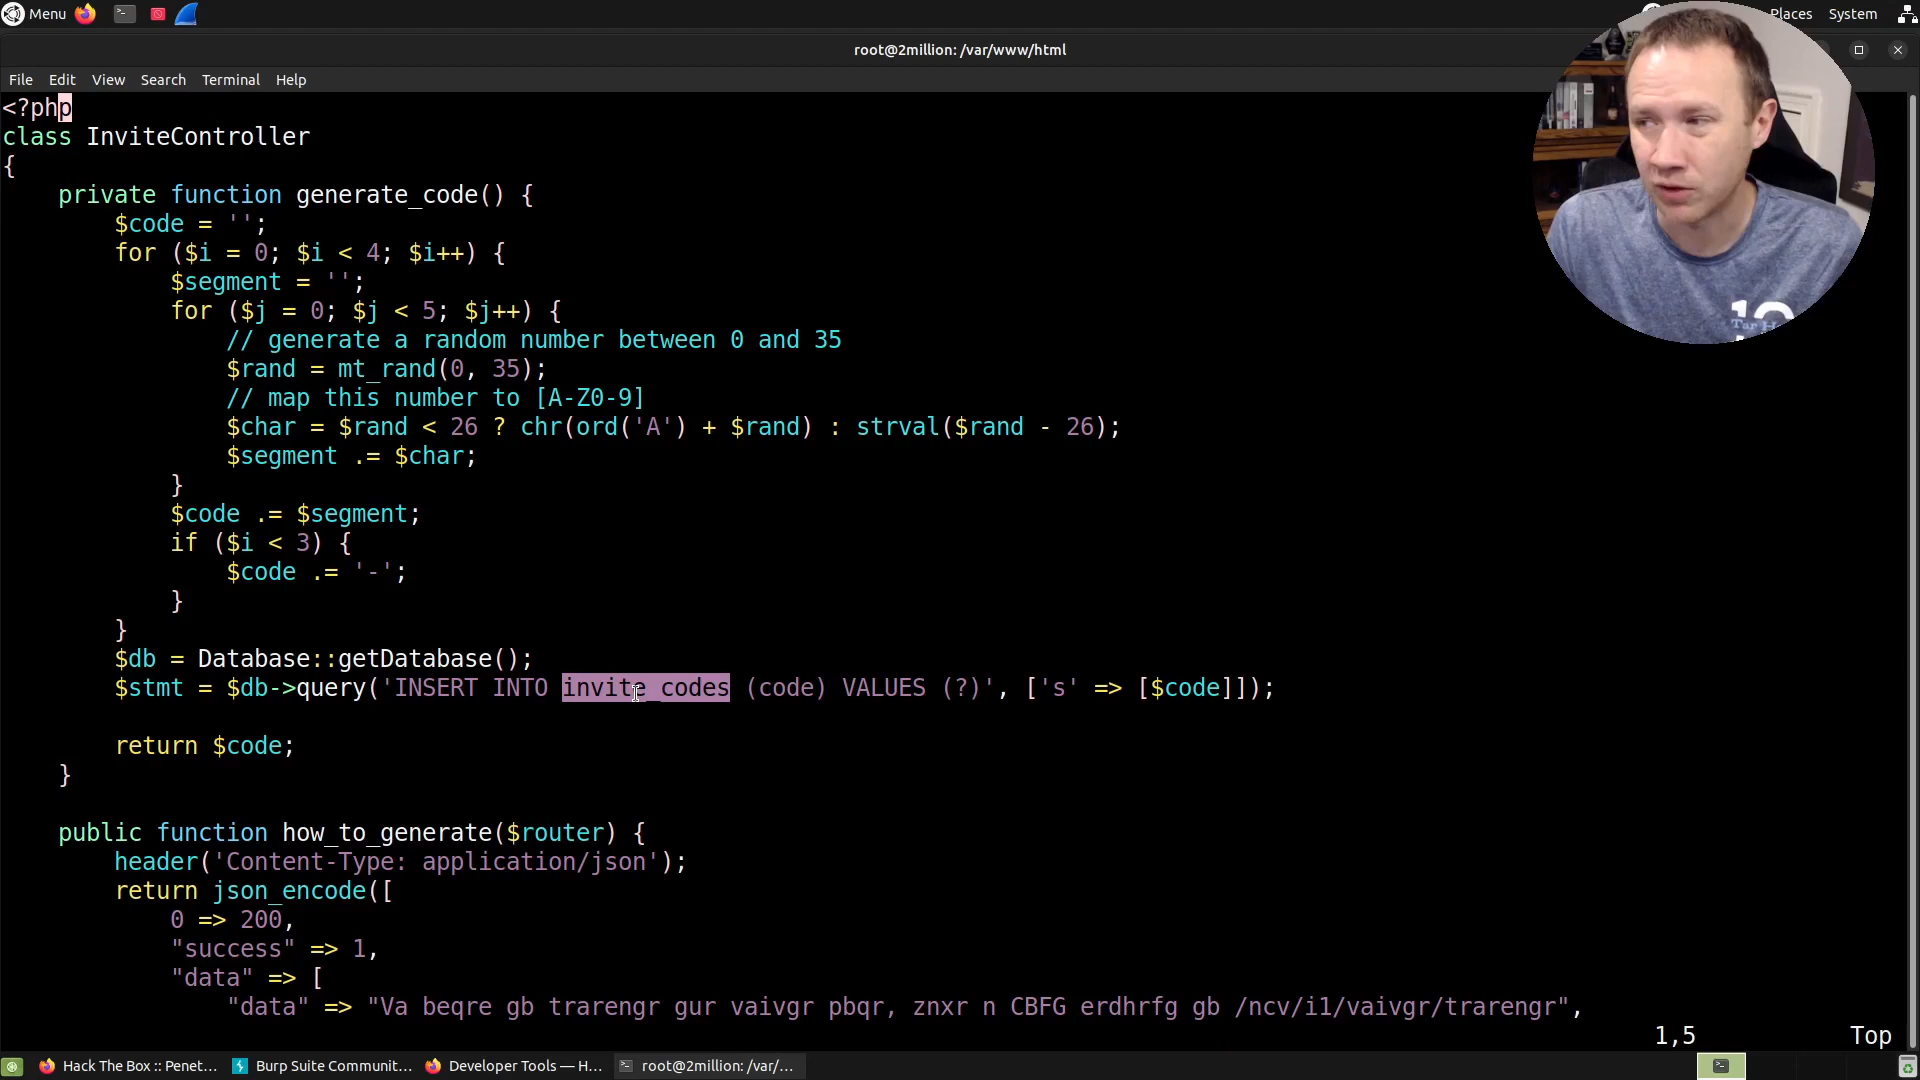 Menu
Places System
root@2million: /var/www/html
File Edit View Search Terminal Help
<?php
class InviteController
{
    private function generate_code() {
        $code = '';
        for ($i = 0; $i < 4; $i++) {
            $segment = '';
            for ($j = 0; $j < 5; $j++) {
                // generate a random number between 0 and 35
                $rand = mt_rand(0, 35);
                // map this number to [A-Z0-9]
                $char = $rand < 26 ? chr(ord('A') + $rand) : strval($rand - 26);
                $segment .= $char;
            }
            $code .= $segment;
            if ($i < 3) {
                $code .= '-';
            }
        }
        $db = Database::getDatabase();
        $stmt = $db->query('INSERT INTO invite_codes (code) VALUES (?)', ['s' => [$code]]);
        return $code;
    }
    public function how_to_generate($router) {
        header('Content-Type: application/json');
        return json_encode([
            0 => 200,
            "success" => 1,
            "data" => [
                "data" => "Va beqre gb trarengr gur vaivgr pbqr, znxr n CBFG erdhrfg gb /ncv/i1/vaivgr/trarengr",
1,5 Top
Hack The Box :: Penet... Burp Suite Communit... Developer Tools — H... root@2million: /var/...